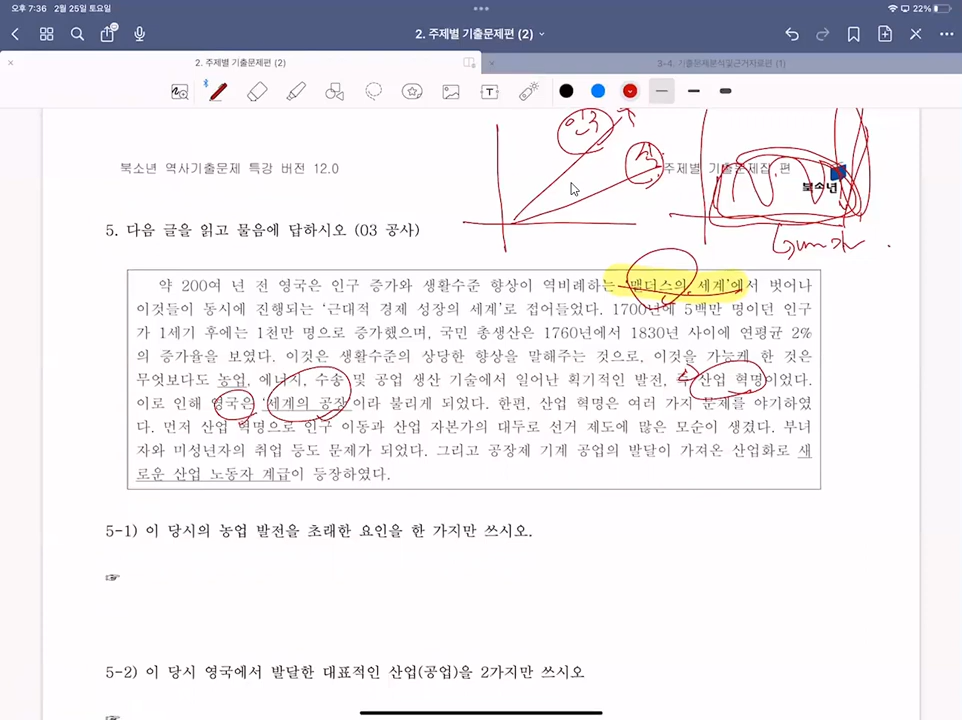 오후 7:36 2월 25일 토요일
22%
2. 주제별 기출문제편 (2)
2. 주제별 기출문제편 (2)
3-4. 기출문제분석및근거자료편 (1)
인구
식
북소년 역사기출문제 특강 버전 12.0
주제별 기출문제집 편
북소년
5. 다음 글을 읽고 물음에 답하시오 (03 공사)
약 200여 년 전 영국은 인구 증가와 생활수준 향상이 역비례하는 '맬더스의 세계'에서 벗어나
이것들이 동시에 진행되는 '근대적 경제 성장의 세계'로 접어들었다. 1700년에 5백만 명이던 인구
가 1세기 후에는 1천만 명으로 증가했으며, 국민 총생산은 1760년에서 1830년 사이에 연평균 2%
의 증가율을 보였다. 이것은 생활수준의 상당한 향상을 말해주는 것으로, 이것을 가능케 한 것은
무엇보다도 농업, 에너지, 수송 및 공업 생산 기술에서 일어난 획기적인 발전, 즉 산업 혁명이었다.
이로 인해 영국은 '세계의 공장'이라 불리게 되었다. 한편, 산업 혁명은 여러 가지 문제를 야기하였
다. 먼저 산업 혁명으로 인구 이동과 산업 자본가의 대두로 선거 제도에 많은 모순이 생겼다. 부녀
자와 미성년자의 취업 등도 문제가 되었다. 그리고 공장제 기계 공업의 발달이 가져온 산업화로 새
로운 산업 노동자 계급이 등장하였다.
5-1) 이 당시의 농업 발전을 초래한 요인을 한 가지만 쓰시오.
☞
5-2) 이 당시 영국에서 발달한 대표적인 산업(공업)을 2가지만 쓰시오
☞